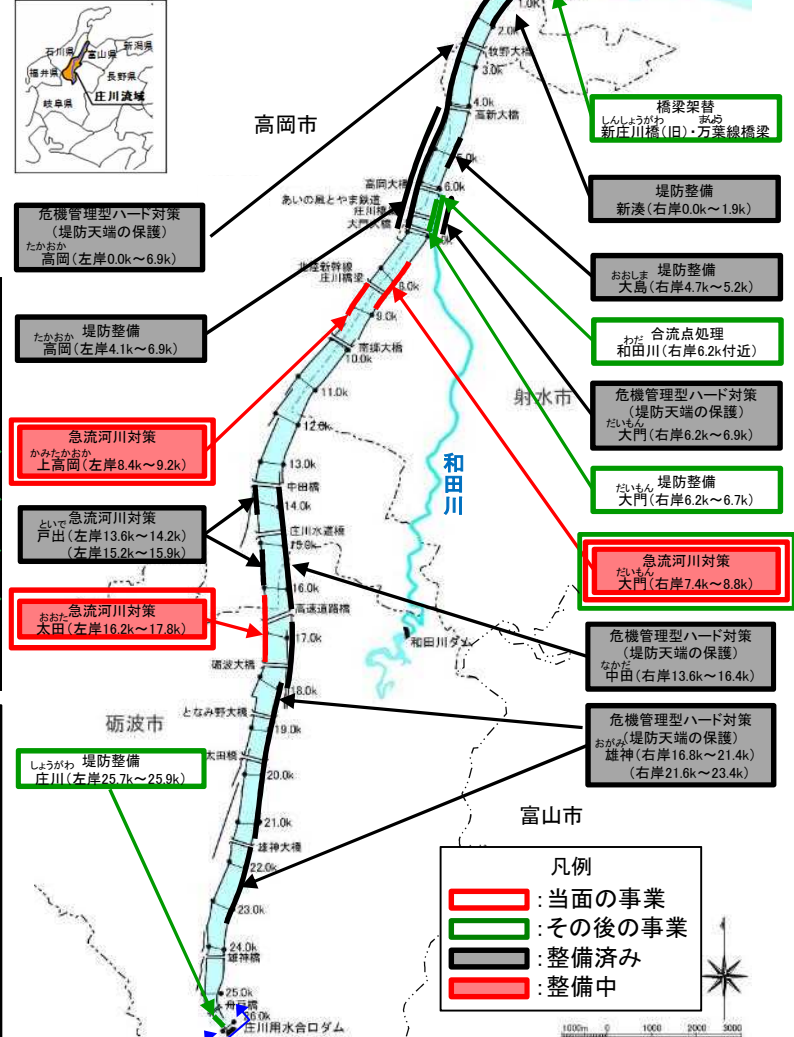 石川県
富山県
新潟県
福井県
長野県
岐阜県
庄川流域
高岡市
危機管理型ハード対策
(堤防天端の保護)
たかおか
高岡(左岸0.0k～6.9k)
たかおか 堤防整備
高岡(左岸4.1k～6.9k)
急流河川対策
かみたかおか
上高岡(左岸8.4k～9.2k)
といで 急流河川対策
戸出(左岸13.6k～14.2k)
(左岸15.2k～15.9k)
おおた 急流河川対策
太田(左岸16.2k～17.8k)
砺波市
しょうがわ 堤防整備
庄川(左岸25.7k～25.9k)
1.0K
2.0k
牧野大橋
3.0k
4.0k
高新大橋
5.0k
高岡大橋
6.0k
あいの風とやま鉄道
庄川橋梁
大門大橋
北陸新幹線
庄川橋梁
8.0k
9.0k
南郷大橋
10.0k
11.0k
12.0k
13.0k
中田橋
14.0k
庄川水道橋
15.0k
16.0k
高速道路橋
17.0k
砺波大橋
18.0k
となみ野大橋
19.0k
太田橋
20.0k
21.0k
雄神大橋
22.0k
23.0k
24.0k
雄神橋
25.0k
舟戸橋
26.0k
庄川用水合口ダム
和田川
和田川ダム
射水市
富山市
橋梁架替
しんしょうがわ まんよう
新庄川橋(旧)・万葉線橋梁
堤防整備
新湊(右岸0.0k～1.9k)
おおしま 堤防整備
大島(右岸4.7k～5.2k)
わだ 合流点処理
和田川(右岸6.2k付近)
危機管理型ハード対策
(堤防天端の保護)
だいもん
大門(右岸6.2k～6.9k)
だいもん 堤防整備
大門(右岸6.2k～6.7k)
急流河川対策
だいもん
大門(右岸7.4k～8.8k)
危機管理型ハード対策
(堤防天端の保護)
なかだ
中田(右岸13.6k～16.4k)
危機管理型ハード対策
(堤防天端の保護)
おがみ
雄神(右岸16.8k～21.4k)
(右岸21.6k～23.4k)
凡例
：当面の事業
：その後の事業
：整備済み
：整備中
1000m 0 1000 2000 3000